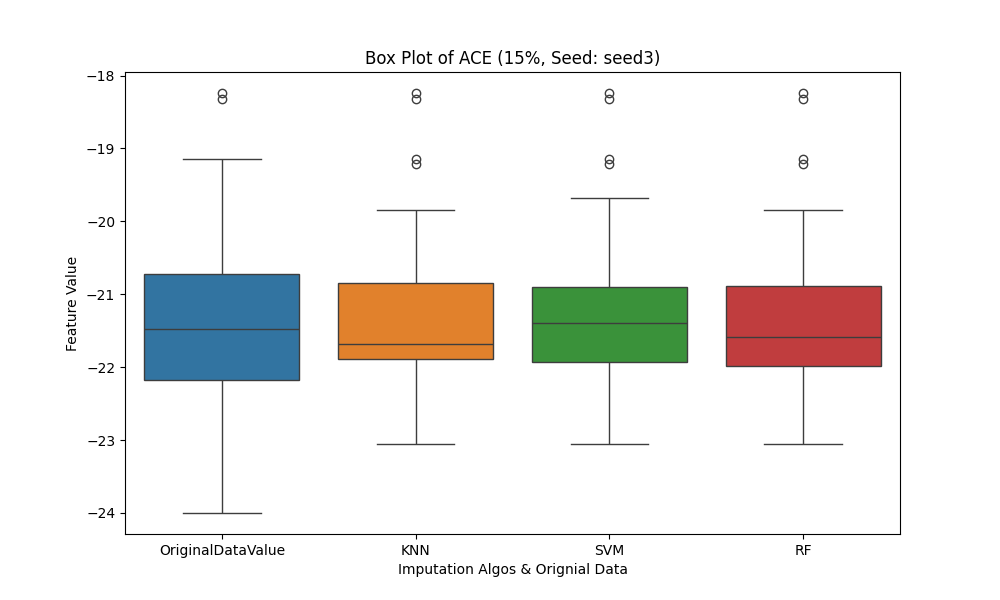 Box Plot of ACE (15%, Seed: seed3)
Feature Value
−18
−19
−20
−21
−22
−23
−24
OriginalDataValue KNN SVM RF
Imputation Algos & Orignial Data